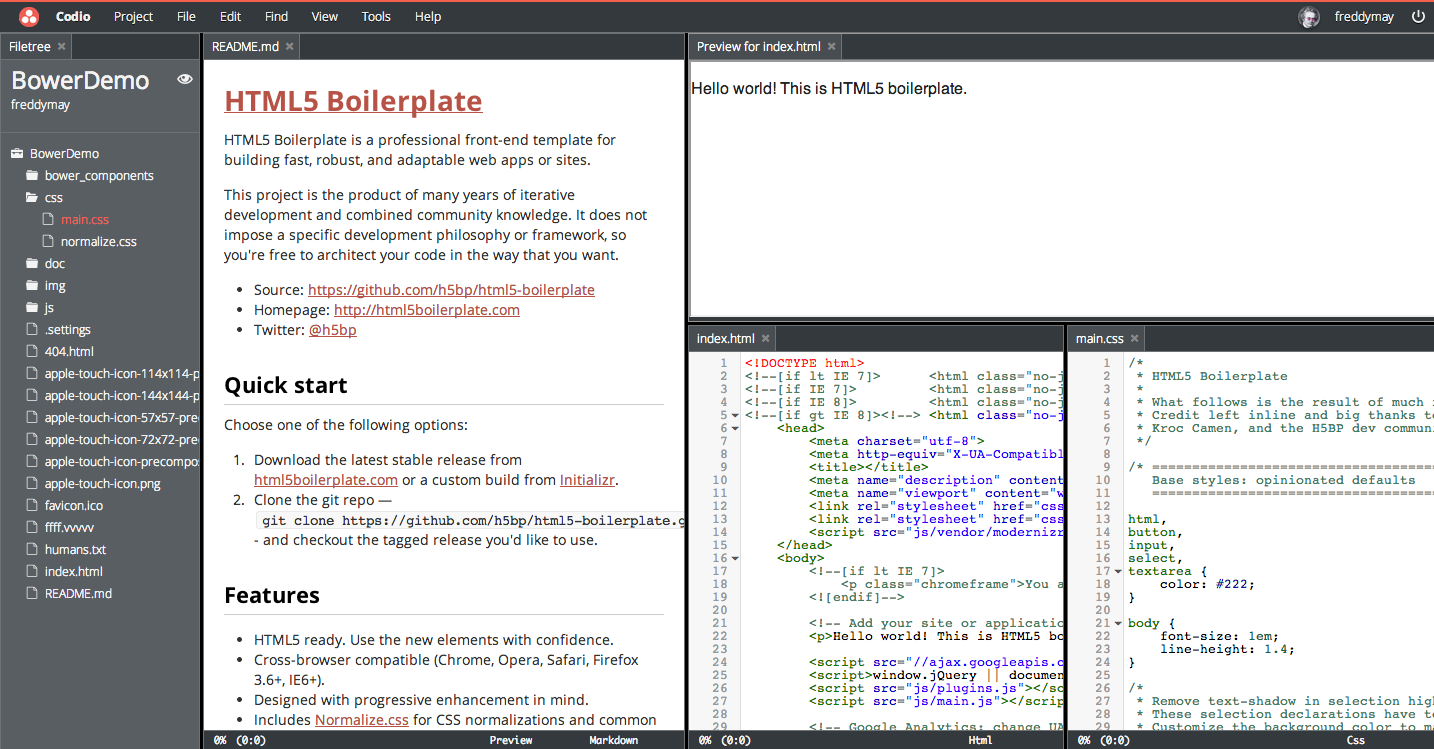 Codio Project File Edit Find View Tools Help freddymay
Filetree ×
BowerDemo
freddymay
BowerDemo
bower_components
css
main.css
normalize.css
doc
img
js
.settings
404.html
apple-touch-icon-114x114-p
apple-touch-icon-144x144-p
apple-touch-icon-57x57-prec
apple-touch-icon-72x72-prec
apple-touch-icon-precompos
apple-touch-icon.png
favicon.ico
ffff.vvvvv
humans.txt
index.html
README.md
README.md ×
HTML5 Boilerplate
HTML5 Boilerplate is a professional front-end template for
building fast, robust, and adaptable web apps or sites.
This project is the product of many years of iterative
development and combined community knowledge. It does not
impose a specific development philosophy or framework, so
you're free to architect your code in the way that you want.
• Source: https://github.com/h5bp/html5-boilerplate
• Homepage: http://html5boilerplate.com
• Twitter: @h5bp
Quick start
Choose one of the following options:
1. Download the latest stable release from
html5boilerplate.com or a custom build from Initializr.
2. Clone the git repo —
git clone https://github.com/h5bp/html5-boilerplate.g
- and checkout the tagged release you'd like to use.
Features
• HTML5 ready. Use the new elements with confidence.
• Cross-browser compatible (Chrome, Opera, Safari, Firefox
3.6+, IE6+).
• Designed with progressive enhancement in mind.
• Includes Normalize.css for CSS normalizations and common
0% (0:0) Preview Markdown
Preview for index.html ×
Hello world! This is HTML5 boilerplate.
index.html ×
1 <!DOCTYPE html>
2 <!--[if lt IE 7]> <html class="no-j
3 <!--[if IE 7]> <html class="no-j
4 <!--[if IE 8]> <html class="no-j
5 <!--[if gt IE 8]><!--> <html class="no-j
6 <head>
7 <meta charset="utf-8">
8 <meta http-equiv="X-UA-Compatibl
9 <title></title>
10 <meta name="description" content
11 <meta name="viewport" content="w
12 <link rel="stylesheet" href="css
13 <link rel="stylesheet" href="css
14 <script src="js/vendor/modernizr
15 </head>
16 <body>
17 <!--[if lt IE 7]>
18 <p class="chromeframe">You a
19 <![endif]-->
20
21 <!-- Add your site or applicatio
22 <p>Hello world! This is HTML5 bo
23
24 <script src="//ajax.googleapis.c
25 <script>window.jQuery || documen
26 <script src="js/plugins.js"></sc
27 <script src="js/main.js"></scrip
28
29 <!-- Google Analytics: change UA
0% (0:0) Html
main.css ×
1 /*
2 * HTML5 Boilerplate
3 *
4 * What follows is the result of much r
5 * Credit left inline and big thanks to
6 * Kroc Camen, and the H5BP dev communi
7 */
8
9 /* ===================================
10 Base styles: opinionated defaults
11 ===================================
12
13 html,
14 button,
15 input,
16 select,
17 textarea {
18 color: #222;
19 }
20
21 body {
22 font-size: 1em;
23 line-height: 1.4;
24 }
25
26 /*
27 * Remove text-shadow in selection high
28 * These selection declarations have to
29 * Customize the background color to ma
0% (0:0) Css